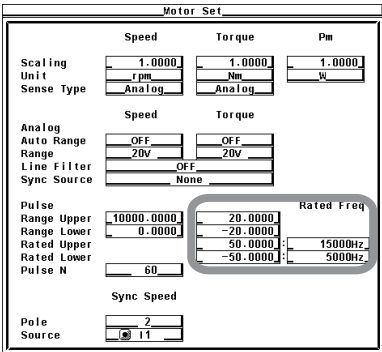 Motor Set
Speed Torque Pm
Scaling 1.0000 1.0000 1.0000
Unit rpm Nm W
Sense Type Analog Analog
Speed Torque
Analog
Auto Range OFF OFF
Range 20V 20V
Line Filter OFF
Sync Source None
Pulse Rated Freq
Range Upper 10000.0000 20.0000
Range Lower 0.0000 -20.0000
Rated Upper 50.0000 : 15000Hz
Rated Lower -50.0000 : 5000Hz
Pulse N 60
Sync Speed
Pole 2
Source I1